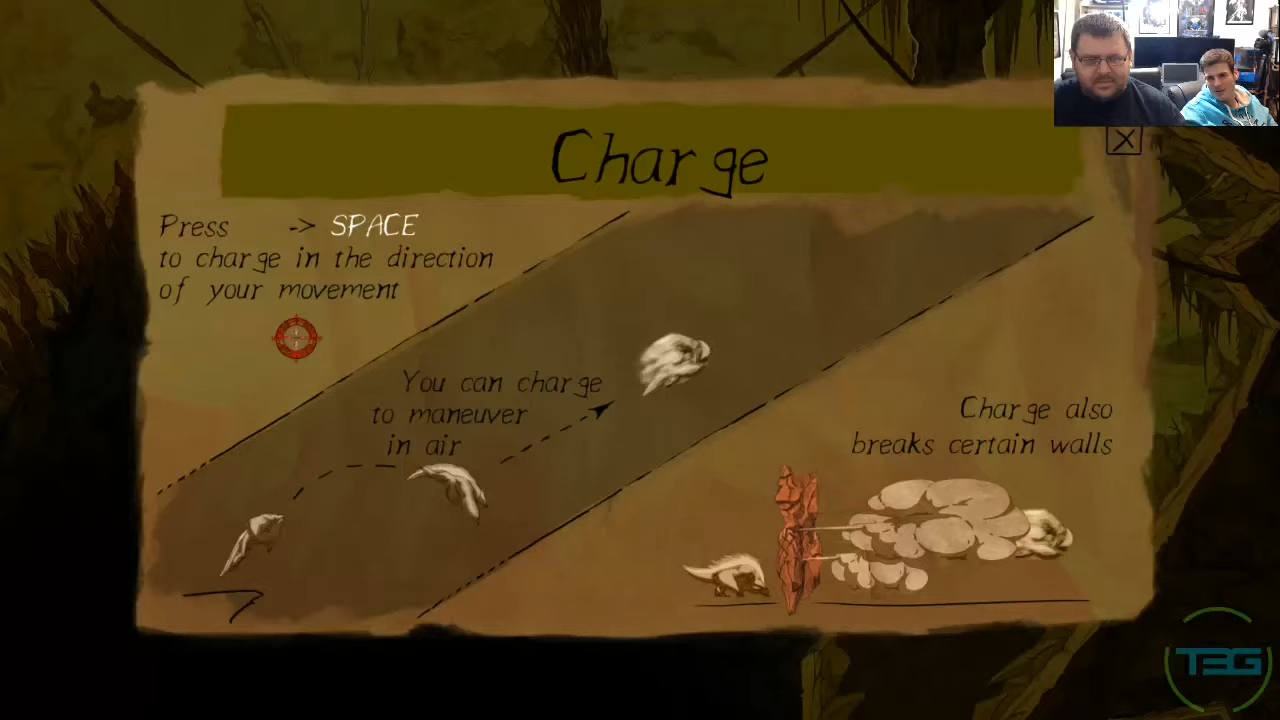 Charge
Press -> SPACE
to charge in the direction
of your movement
You can charge
to maneuver
in air
Charge also
breaks certain walls
TBG